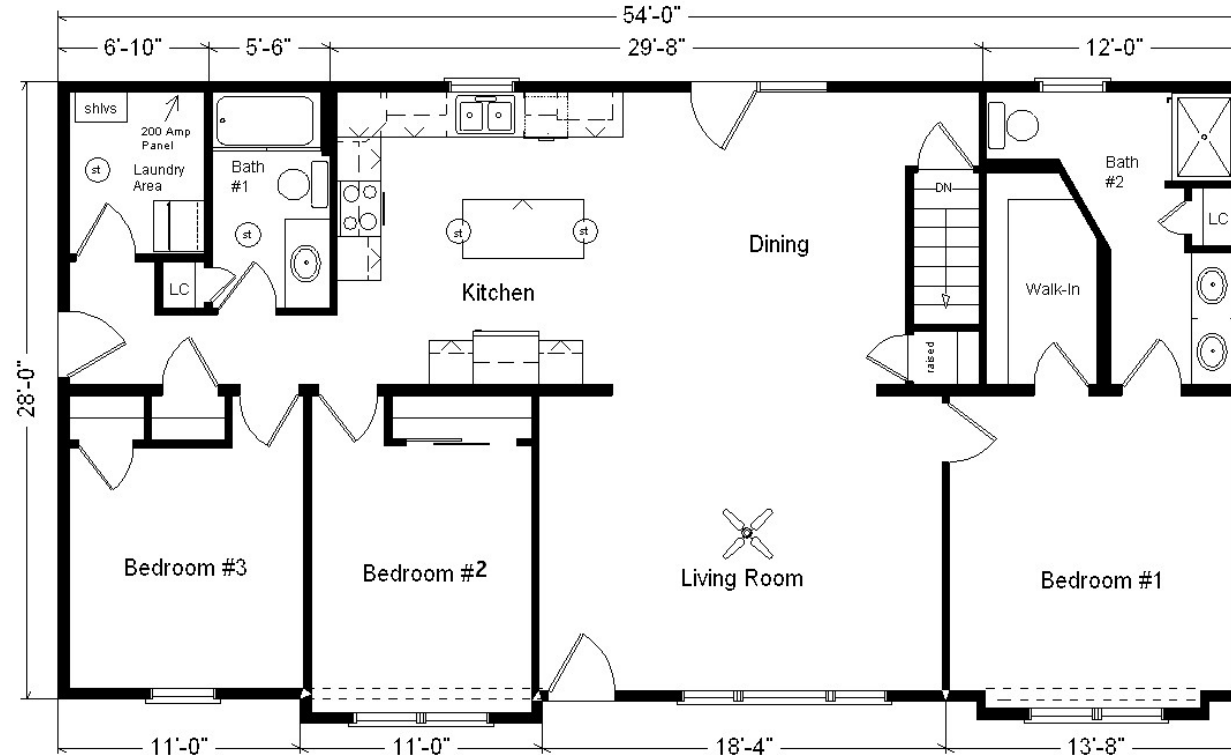 54'-0"
6'-10"
5'-6"
29'-8"
12'-0"
shlvs
200 Amp
Panel
st
Laundry
Area
Bath
#1
st
LC
st
st
Kitchen
Dining
DN
raised
Walk-In
Bath
#2
LC
28'-0"
Bedroom #3
Bedroom #2
Living Room
Bedroom #1
11'-0"
11'-0"
18'-4"
13'-8"